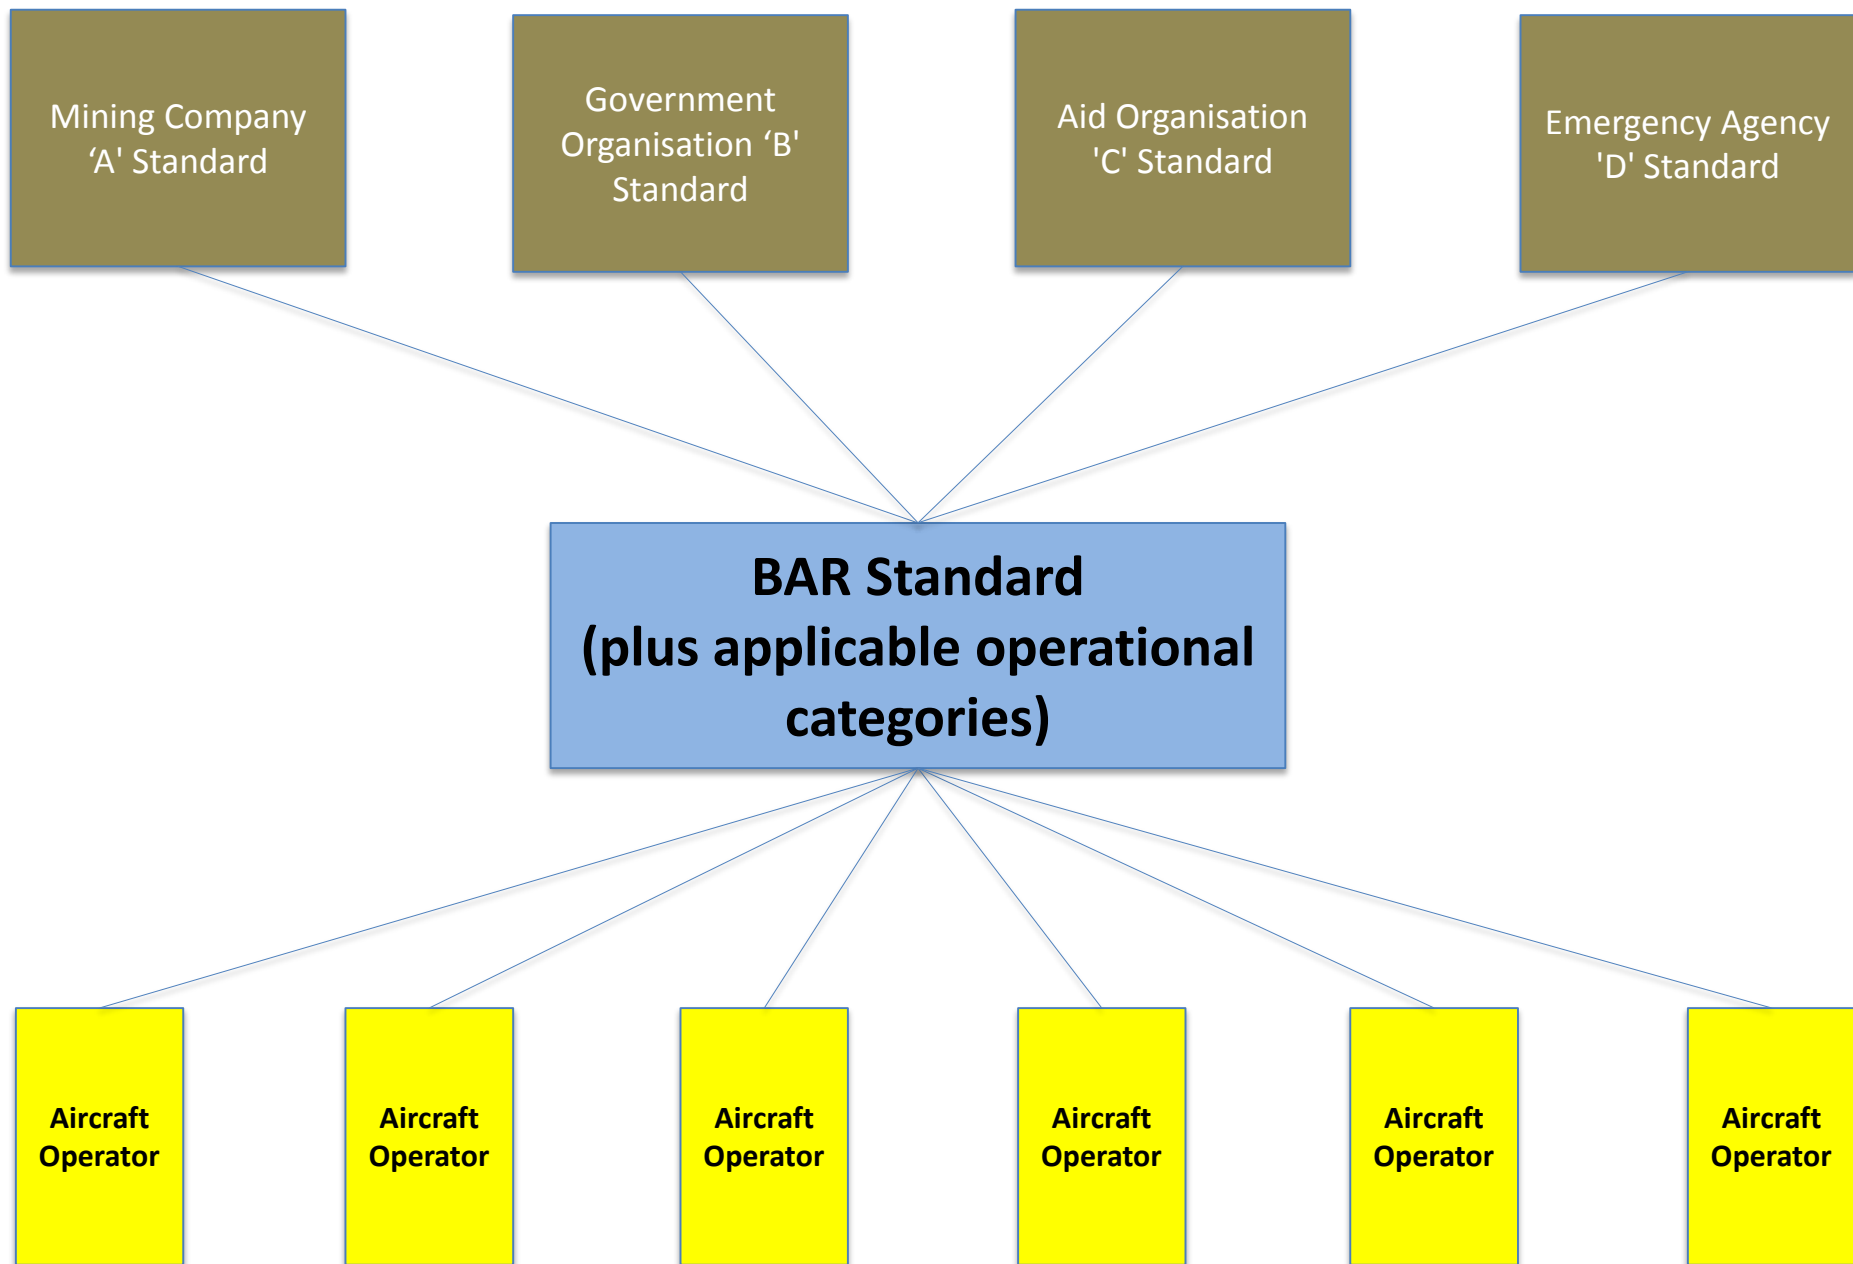 Mining Company
‘A' Standard
Government
Organisation ‘B'
Standard
Aid Organisation
'C' Standard
Emergency Agency
'D' Standard
BAR Standard
(plus applicable operational
categories)
Aircraft
Operator
Aircraft
Operator
Aircraft
Operator
Aircraft
Operator
Aircraft
Operator
Aircraft
Operator